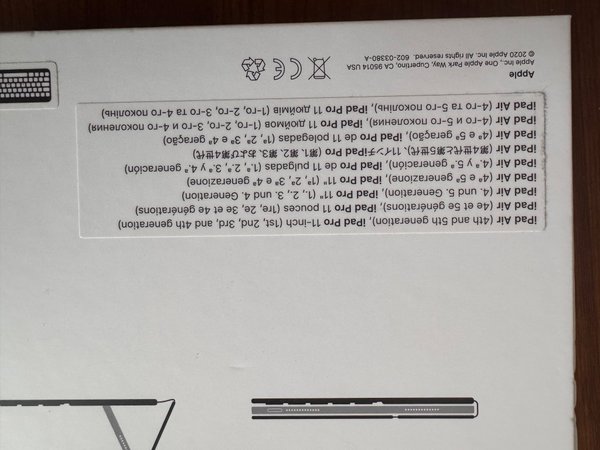 iPad Air (4th and 5th generation), iPad Pro 11-inch (1st, 2nd, 3rd and 4th generation)
iPad Air (4e et 5e générations), iPad Pro 11 pouces (1re, 2e, 3e et 4e générations)
iPad Air (4. und 5. Generation), iPad Pro 11" (1., 2., 3. und 4. Generation)
iPad Air (4ª e 5ª generazione), iPad Pro 11" (1ª, 2ª, 3ª e 4ª generazione)
iPad Air (4.ª y 5.ª generación), iPad Pro de 11 pulgadas (1.ª, 2.ª, 3.ª y 4.ª generación)
iPad Air (第4世代と第5世代)、11インチiPad Pro (第1、第2、第3、および第4世代)
iPad Air (4ª e 5ª geração), iPad Pro de 11 polegadas (1ª, 2ª, 3ª e 4ª geração)
iPad Air (4-го и 5-го поколения), iPad Pro 11 дюймов (1-го, 2-го, 3-го и 4-го поколения)
iPad Air (4-го та 5-го поколінь), iPad Pro 11 дюймів (1-го, 2-го, 3-го та 4-го поколінь)
Apple
Apple Inc., One Apple Park Way, Cupertino, CA 95014 USA
© 2020 Apple Inc. All rights reserved. 602-03380-A